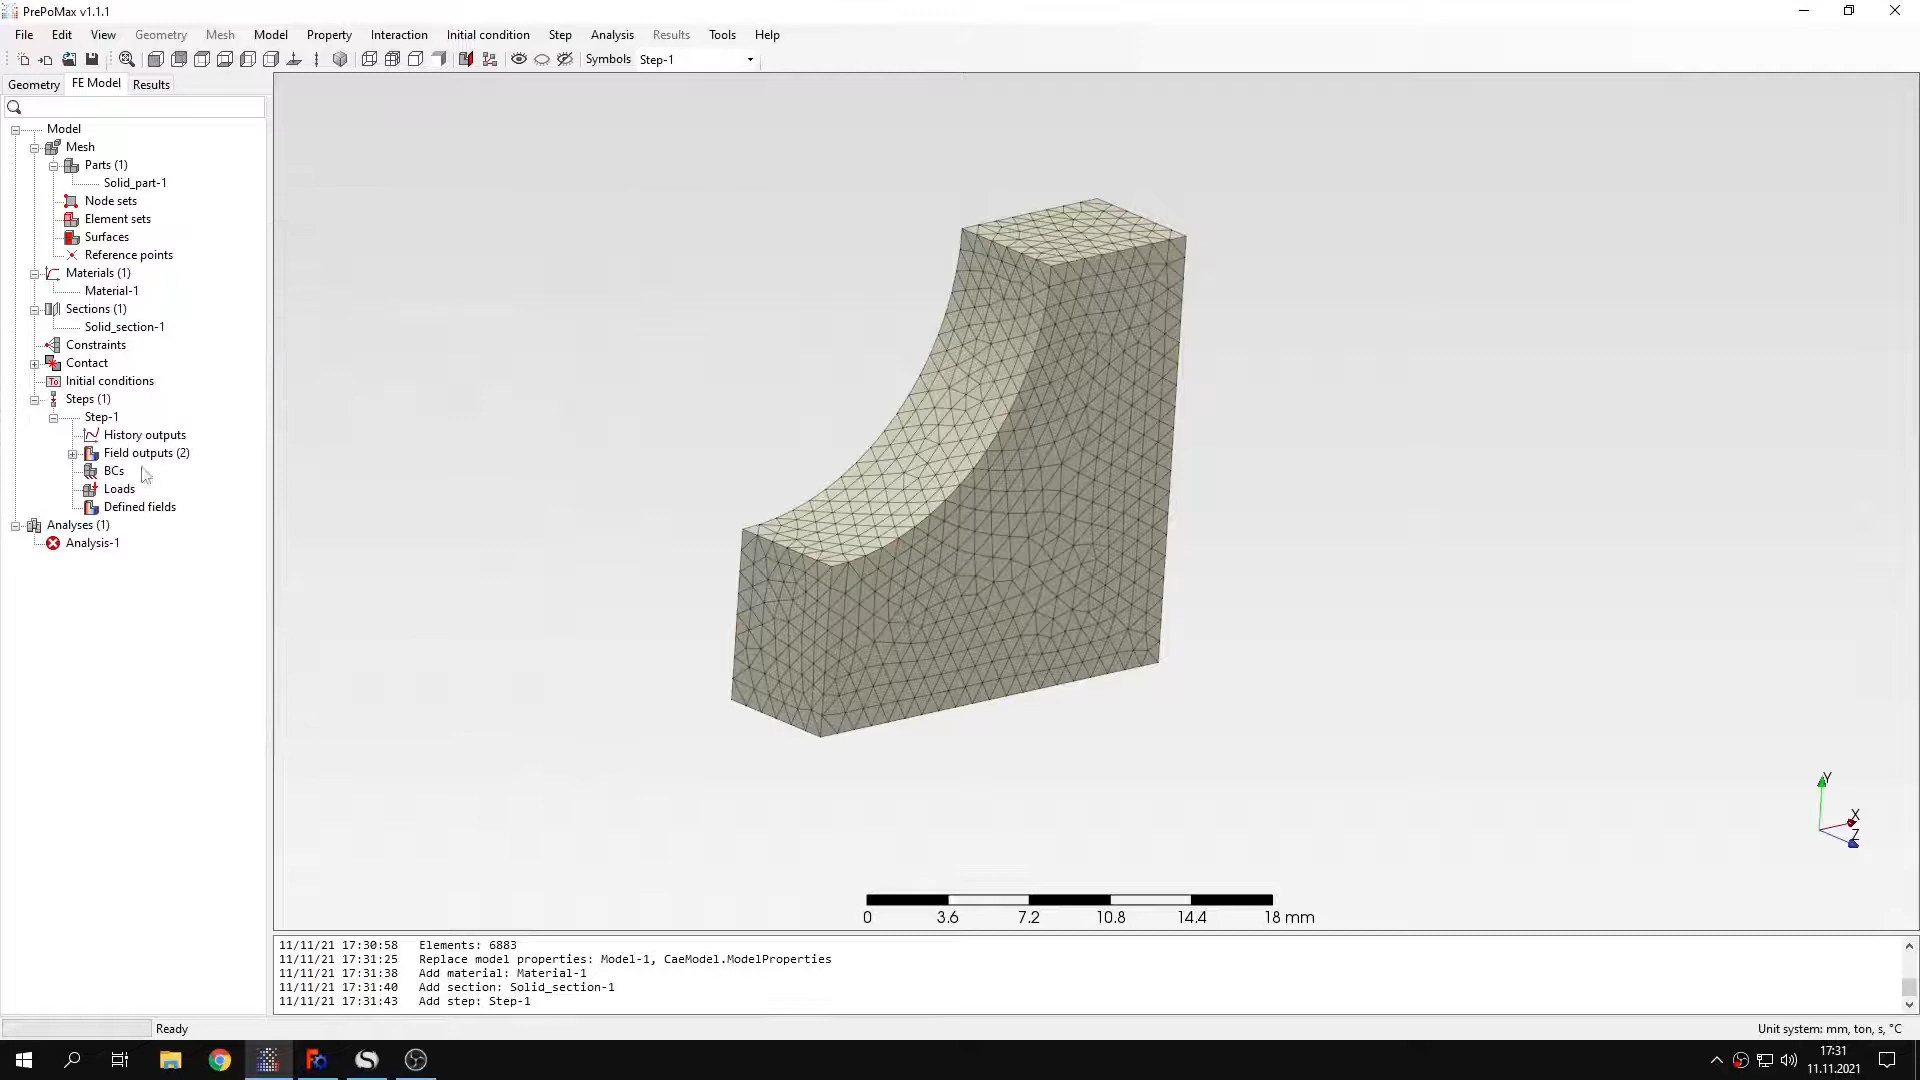 PrePoMax v1.1.1
File Edit View Geometry Mesh Model Property Interaction Initial condition Step Analysis Results Tools Help
Symbols Step-1
Geometry FE Model Results
Model
Mesh
Parts (1)
Solid_part-1
Node sets
Element sets
Surfaces
Reference points
Materials (1)
Material-1
Sections (1)
Solid_section-1
Constraints
Contact
Initial conditions
Steps (1)
Step-1
History outputs
Field outputs (2)
BCs
Loads
Defined fields
Analyses (1)
Analysis-1
Y
X
Z
0 3.6 7.2 10.8 14.4 18 mm
11/11/21 17:30:58 Elements: 6883
11/11/21 17:31:25 Replace model properties: Model-1, CaeModel.ModelProperties
11/11/21 17:31:38 Add material: Material-1
11/11/21 17:31:40 Add section: Solid_section-1
11/11/21 17:31:43 Add step: Step-1
Ready
Unit system: mm, ton, s, °C
17:31
11.11.2021